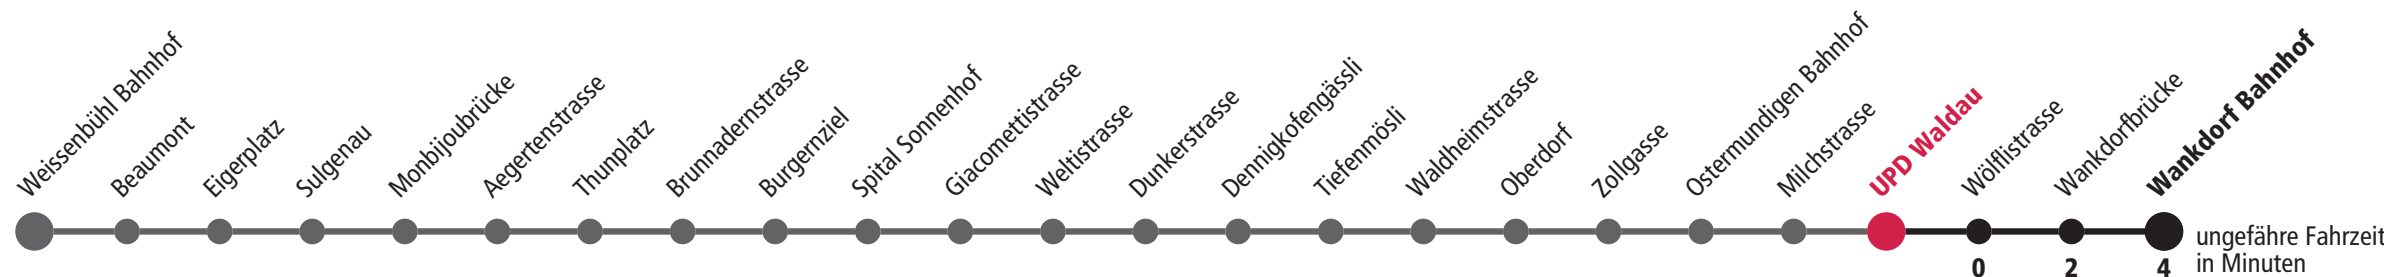 Weissenbühl Bahnhof
Beaumont
Eigerplatz
Sulgenau
Monbijoubrücke
Aegertenstrasse
Thunplatz
Brunnadernstrasse
Burgernziel
Spital Sonnenhof
Giacomettistrasse
Weltistrasse
Dunkerstrasse
Dennigkofengässli
Tiefenmösli
Waldheimstrasse
Oberdorf
Zollgasse
Ostermundigen Bahnhof
Milchstrasse
UPD Waldau
Wölflistrasse
Wankdorfbrücke
Wankdorf Bahnhof
0 2 4
ungefähre Fahrzeit
in Minuten